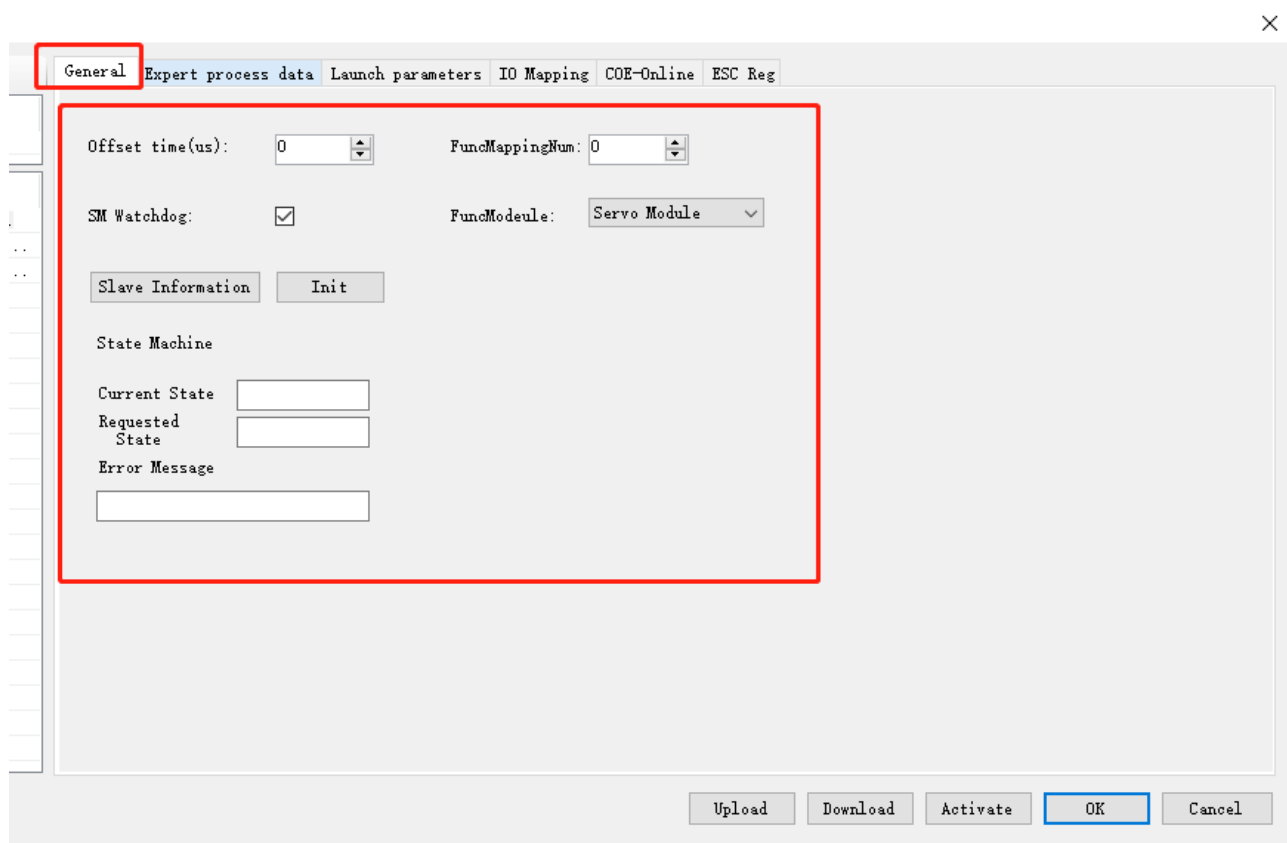 General Expert process data Launch parameters IO Mapping COE-Online ESC Reg
Offset time(us): 0 FuncMappingNum: 0
SM Watchdog: FuncModeule: Servo Module
Slave Information Init
State Machine
Current State
Requested
State
Error Message
Upload Download Activate OK Cancel